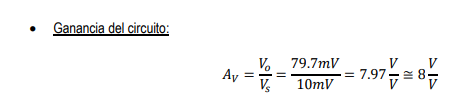 • Ganancia del circuito:
A_V = V_o/V_s = 79.7mV/10mV = 7.97 V/V ≅ 8 V/V